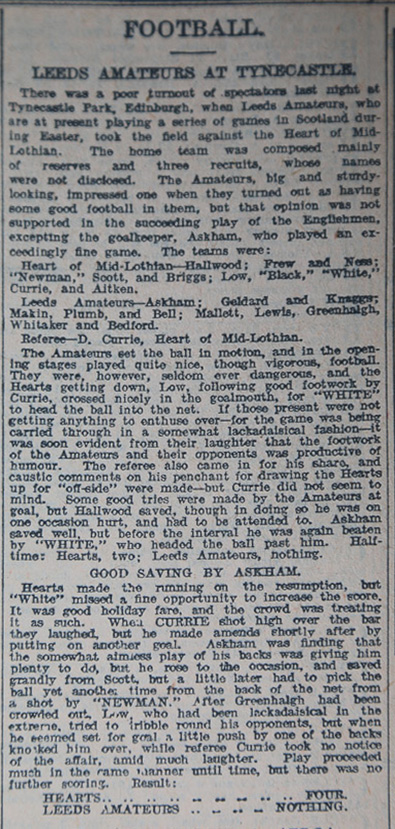 FOOTBALL.
LEEDS AMATEURS AT TYNECASTLE.
There was a poor turnout of spectators last night at
Tynecastle Park, Edinburgh, when Leeds Amateurs, who
are at present playing a series of games in Scotland dur-
ing Easter, took the field against the Heart of Mid-
Lothian. The home team was composed mainly
of reserves and three recruits, whose names
were not disclosed. The Amateurs, big and sturdy-
looking, impressed one when they turned out as having
some good football in them, but that opinion was not
supported in the succeeding play of the Englishmen,
excepting the goalkeeper, Askham, who played an ex-
ceedingly fine game. The teams were:
Heart of Mid-Lothian—Hallwood; Frew and Ness;
"Newman," Scott, and Briggs; Low, "Black," "White,"
Currie, and Aitken.
Leeds Amateurs—Askham; Geldard and Knaggs;
Makin, Plumb, and Bell; Mallett, Lewis, Greenhalgh,
Whitaker and Bedford.
Referee—D. Currie, Heart of Mid-Lothian.
The Amateurs set the ball in motion, and in the open-
ing stages played quite nice, though vigorous, football.
They were, however, seldom ever dangerous, and the
Hearts getting down, Low, following good footwork by
Currie, crossed nicely in the goalmouth, for "WHITE"
to head the ball into the net. If those present were not
getting anything to enthuse over—for the game was being
carried through in a somewhat lackadaisical fashion—it
was soon evident from their laughter that the footwork
of the Amateurs and their opponents was productive of
humour. The referee also came in for his share, and
caustic comments on his penchant for drawing the Hearts
up for "off-side" were made—but Currie did not seem to
mind. Some good tries were made by the Amateurs at
goal, but Hallwood saved, though in doing so he was on
one occasion hurt, and had to be attended to. Askham
saved well, but before the interval he was again beaten
by "WHITE," who headed the ball past him. Half-
time: Hearts, two; Leeds Amateurs, nothing.
GOOD SAVING BY ASKHAM.
Hearts made the running on the resumption, but
"White" missed a fine opportunity to increase the score.
It was good holiday fare, and the crowd was treating
it as such. When CURRIE shot high over the bar
they laughed, but he made amends shortly after by
putting on another goal. Askham was finding that
the somewhat aimless play of his backs was giving him
plenty to do, but he rose to the occasion, and saved
grandly from Scott, but a little later had to pick the
ball yet another time from the back of the net from
a shot by "NEWMAN." After Greenhalgh had been
crowded out, Low, who had been lackadaisical in the
extreme, tried to dribble round his opponents, but when
he seemed set for goal a little push by one of the backs
knocked him over, while referee Currie took no notice
of the affair, amid much laughter. Play proceeded
much in the same manner until time, but there was no
further scoring. Result:
HEARTS.. .. .. .. .. .. .. FOUR.
LEEDS AMATEURS .. .. .. .. NOTHING.